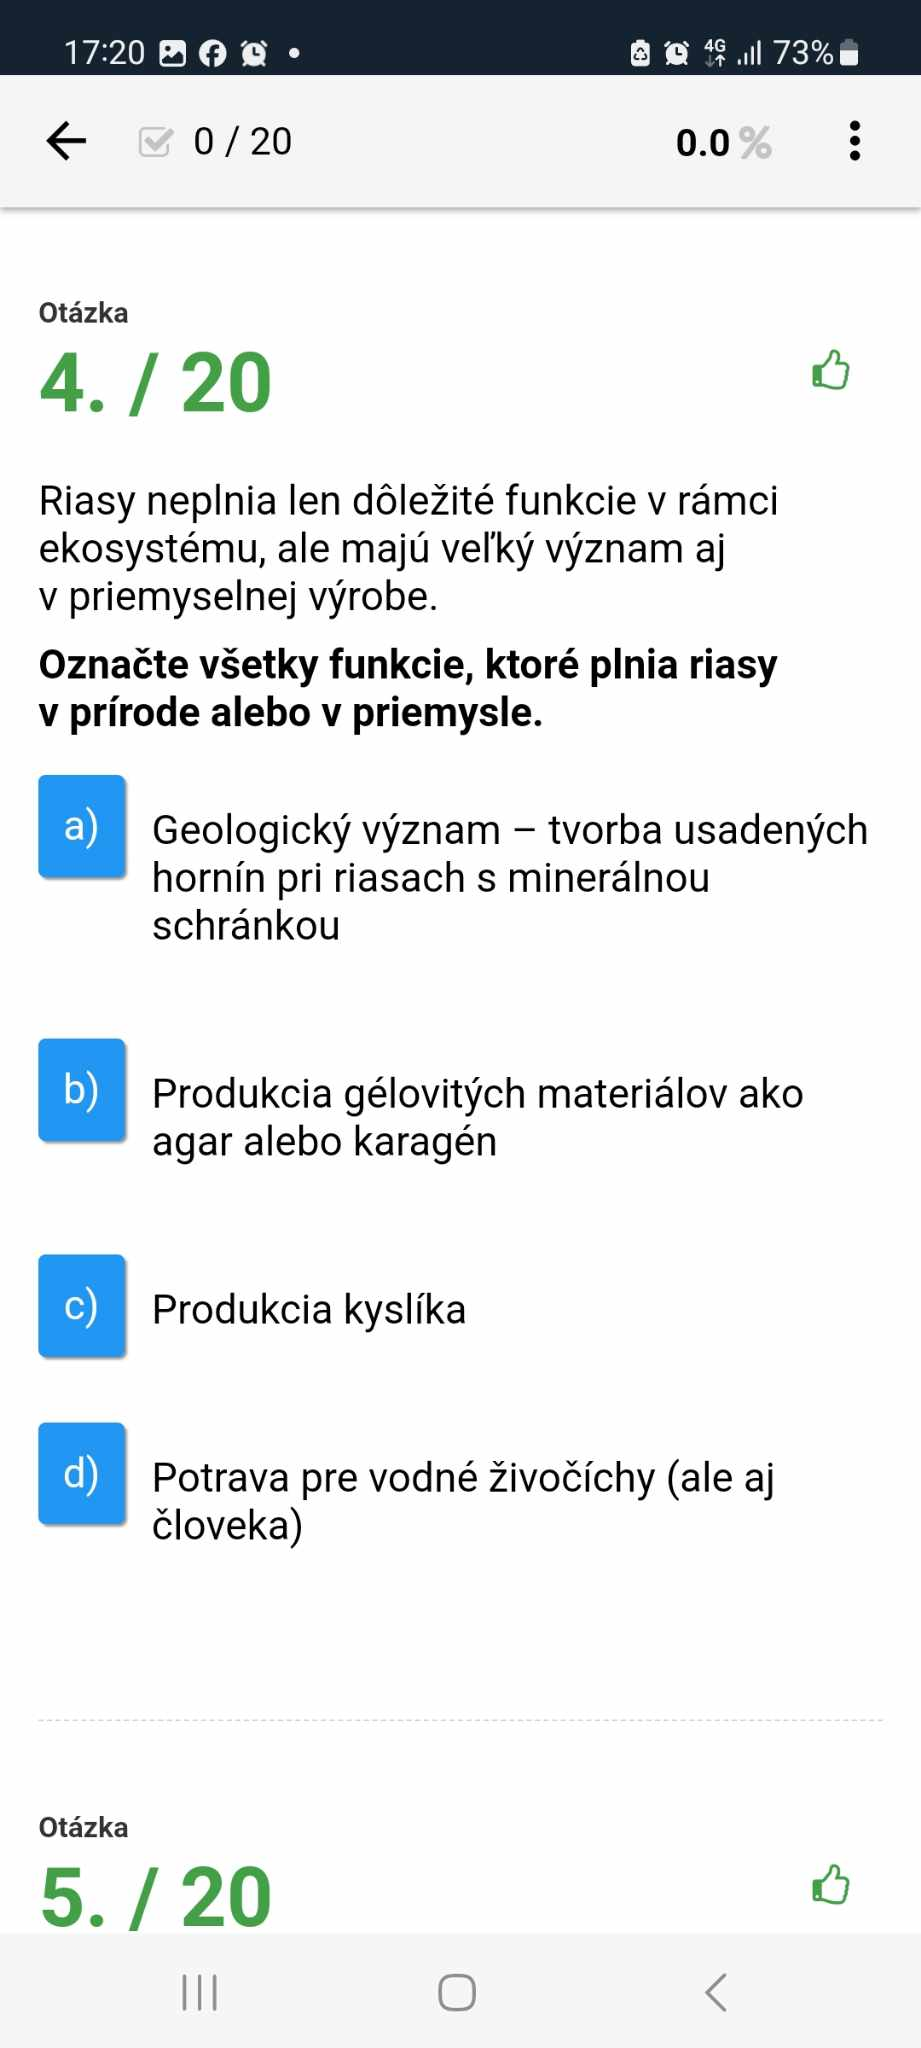 17:20
4G
73%
0 / 20
0.0 %
Otázka
4. / 20
Riasy neplnia len dôležité funkcie v rámci
ekosystému, ale majú veľký význam aj
v priemyselnej výrobe.
Označte všetky funkcie, ktoré plnia riasy
v prírode alebo v priemysle.
a)
Geologický význam – tvorba usadených
hornín pri riasach s minerálnou
schránkou
b)
Produkcia gélovitých materiálov ako
agar alebo karagén
c)
Produkcia kyslíka
d)
Potrava pre vodné živočíchy (ale aj
človeka)
Otázka
5. / 20